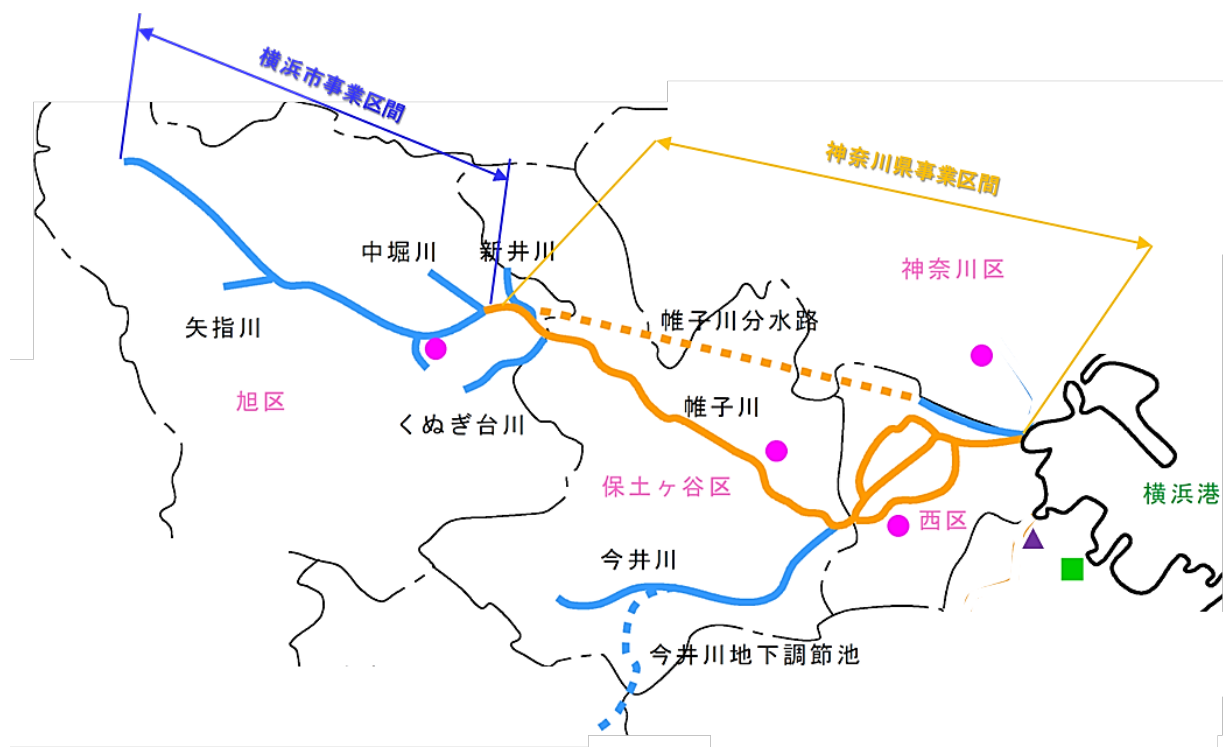 横浜市事業区間
神奈川県事業区間
中堀川
新井川
神奈川区
矢指川
帷子川分水路
旭区
くぬぎ台川
帷子川
保土ヶ谷区
横浜港
西区
今井川
今井川地下調節池